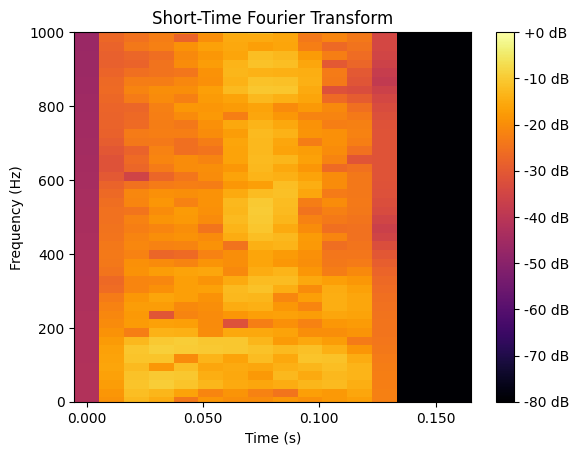 Short-Time Fourier Transform
1000
800
600
400
200
0
Frequency (Hz)
0.000
0.050
0.100
0.150
Time (s)
+0 dB
-10 dB
-20 dB
-30 dB
-40 dB
-50 dB
-60 dB
-70 dB
-80 dB